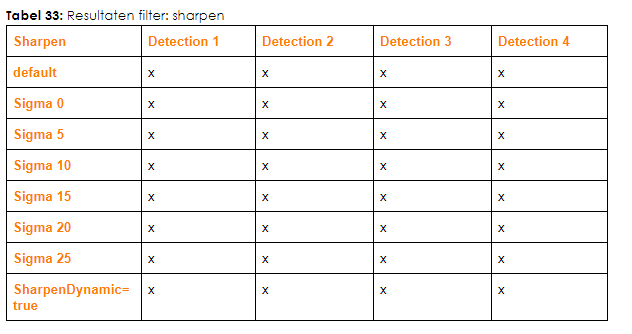 Tabel 33: Resultaten filter: sharpen
Sharpen Detection 1 Detection 2 Detection 3 Detection 4
default x x x x
Sigma 0 x x x x
Sigma 5 x x x x
Sigma 10 x x x x
Sigma 15 x x x x
Sigma 20 x x x x
Sigma 25 x x x x
SharpenDynamic= x x x x
true